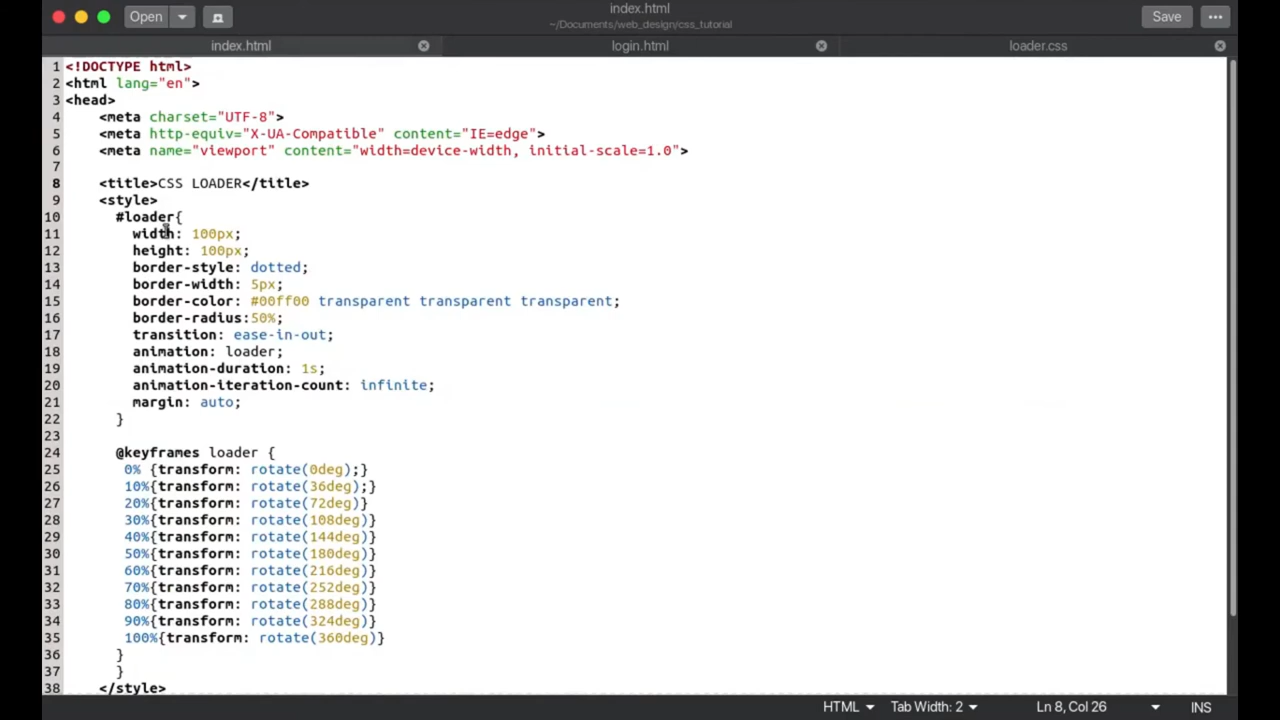 index.html
Open
~/Documents/web_design/css_tutorial
Save
index.html
login.html
loader.css
1 <!DOCTYPE html>
2 <html lang="en">
3 <head>
4 <meta charset="UTF-8">
5 <meta http-equiv="X-UA-Compatible" content="IE=edge">
6 <meta name="viewport" content="width=device-width, initial-scale=1.0">
7
8 <title>CSS LOADER</title>
9 <style>
10 #loader{
11 width: 100px;
12 height: 100px;
13 border-style: dotted;
14 border-width: 5px;
15 border-color: #00ff00 transparent transparent transparent;
16 border-radius:50%;
17 transition: ease-in-out;
18 animation: loader;
19 animation-duration: 1s;
20 animation-iteration-count: infinite;
21 margin: auto;
22 }
23
24 @keyframes loader {
25 0% {transform: rotate(0deg);}
26 10%{transform: rotate(36deg);}
27 20%{transform: rotate(72deg)}
28 30%{transform: rotate(108deg)}
29 40%{transform: rotate(144deg)}
30 50%{transform: rotate(180deg)}
31 60%{transform: rotate(216deg)}
32 70%{transform: rotate(252deg)}
33 80%{transform: rotate(288deg)}
34 90%{transform: rotate(324deg)}
35 100%{transform: rotate(360deg)}
36 }
37 }
38 </style>
HTML Tab Width: 2 Ln 8, Col 26 INS